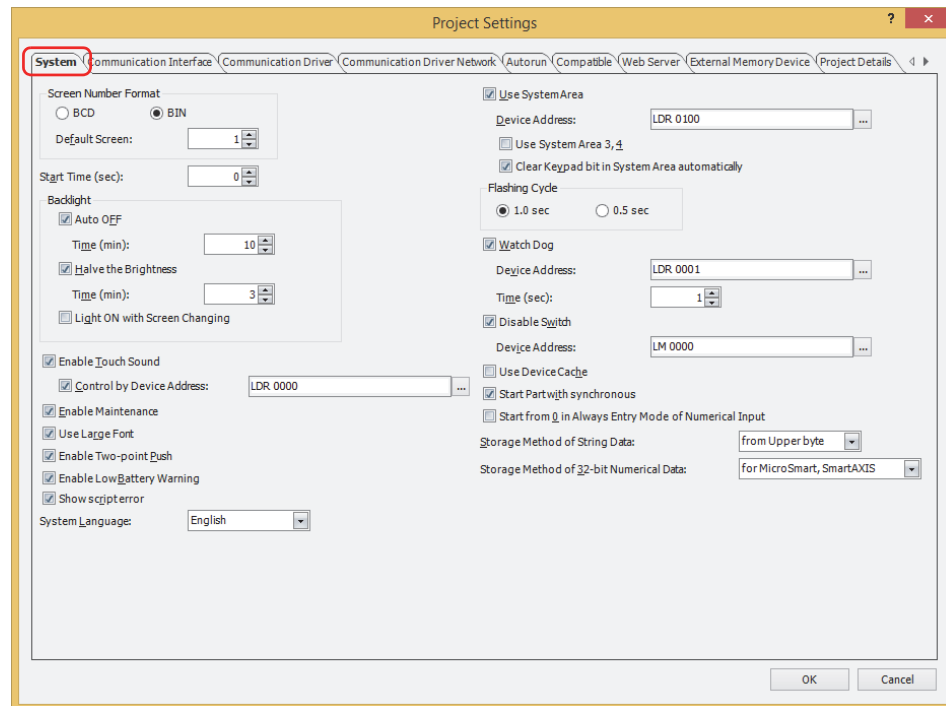 Project Settings
? ×
System Communication Interface Communication Driver Communication Driver Network Autorun Compatible Web Server External Memory Device Project Details
Screen Number Format
BCD BIN
Default Screen: 1
Start Time (sec): 0
Backlight
Auto OFF
Time (min): 10
Halve the Brightness
Time (min): 3
Light ON with Screen Changing
Enable Touch Sound
Control by Device Address: LDR 0000 ...
Enable Maintenance
Use Large Font
Enable Two-point Push
Enable Low Battery Warning
Show script error
System Language: English
Use System Area
Device Address: LDR 0100 ...
Use System Area 3, 4
Clear Keypad bit in System Area automatically
Flashing Cycle
1.0 sec 0.5 sec
Watch Dog
Device Address: LDR 0001 ...
Time (sec): 1
Disable Switch
Device Address: LM 0000 ...
Use Device Cache
Start Part with synchronous
Start from 0 in Always Entry Mode of Numerical Input
Storage Method of String Data: from Upper byte
Storage Method of 32-bit Numerical Data: for MicroSmart, SmartAXIS
OK Cancel